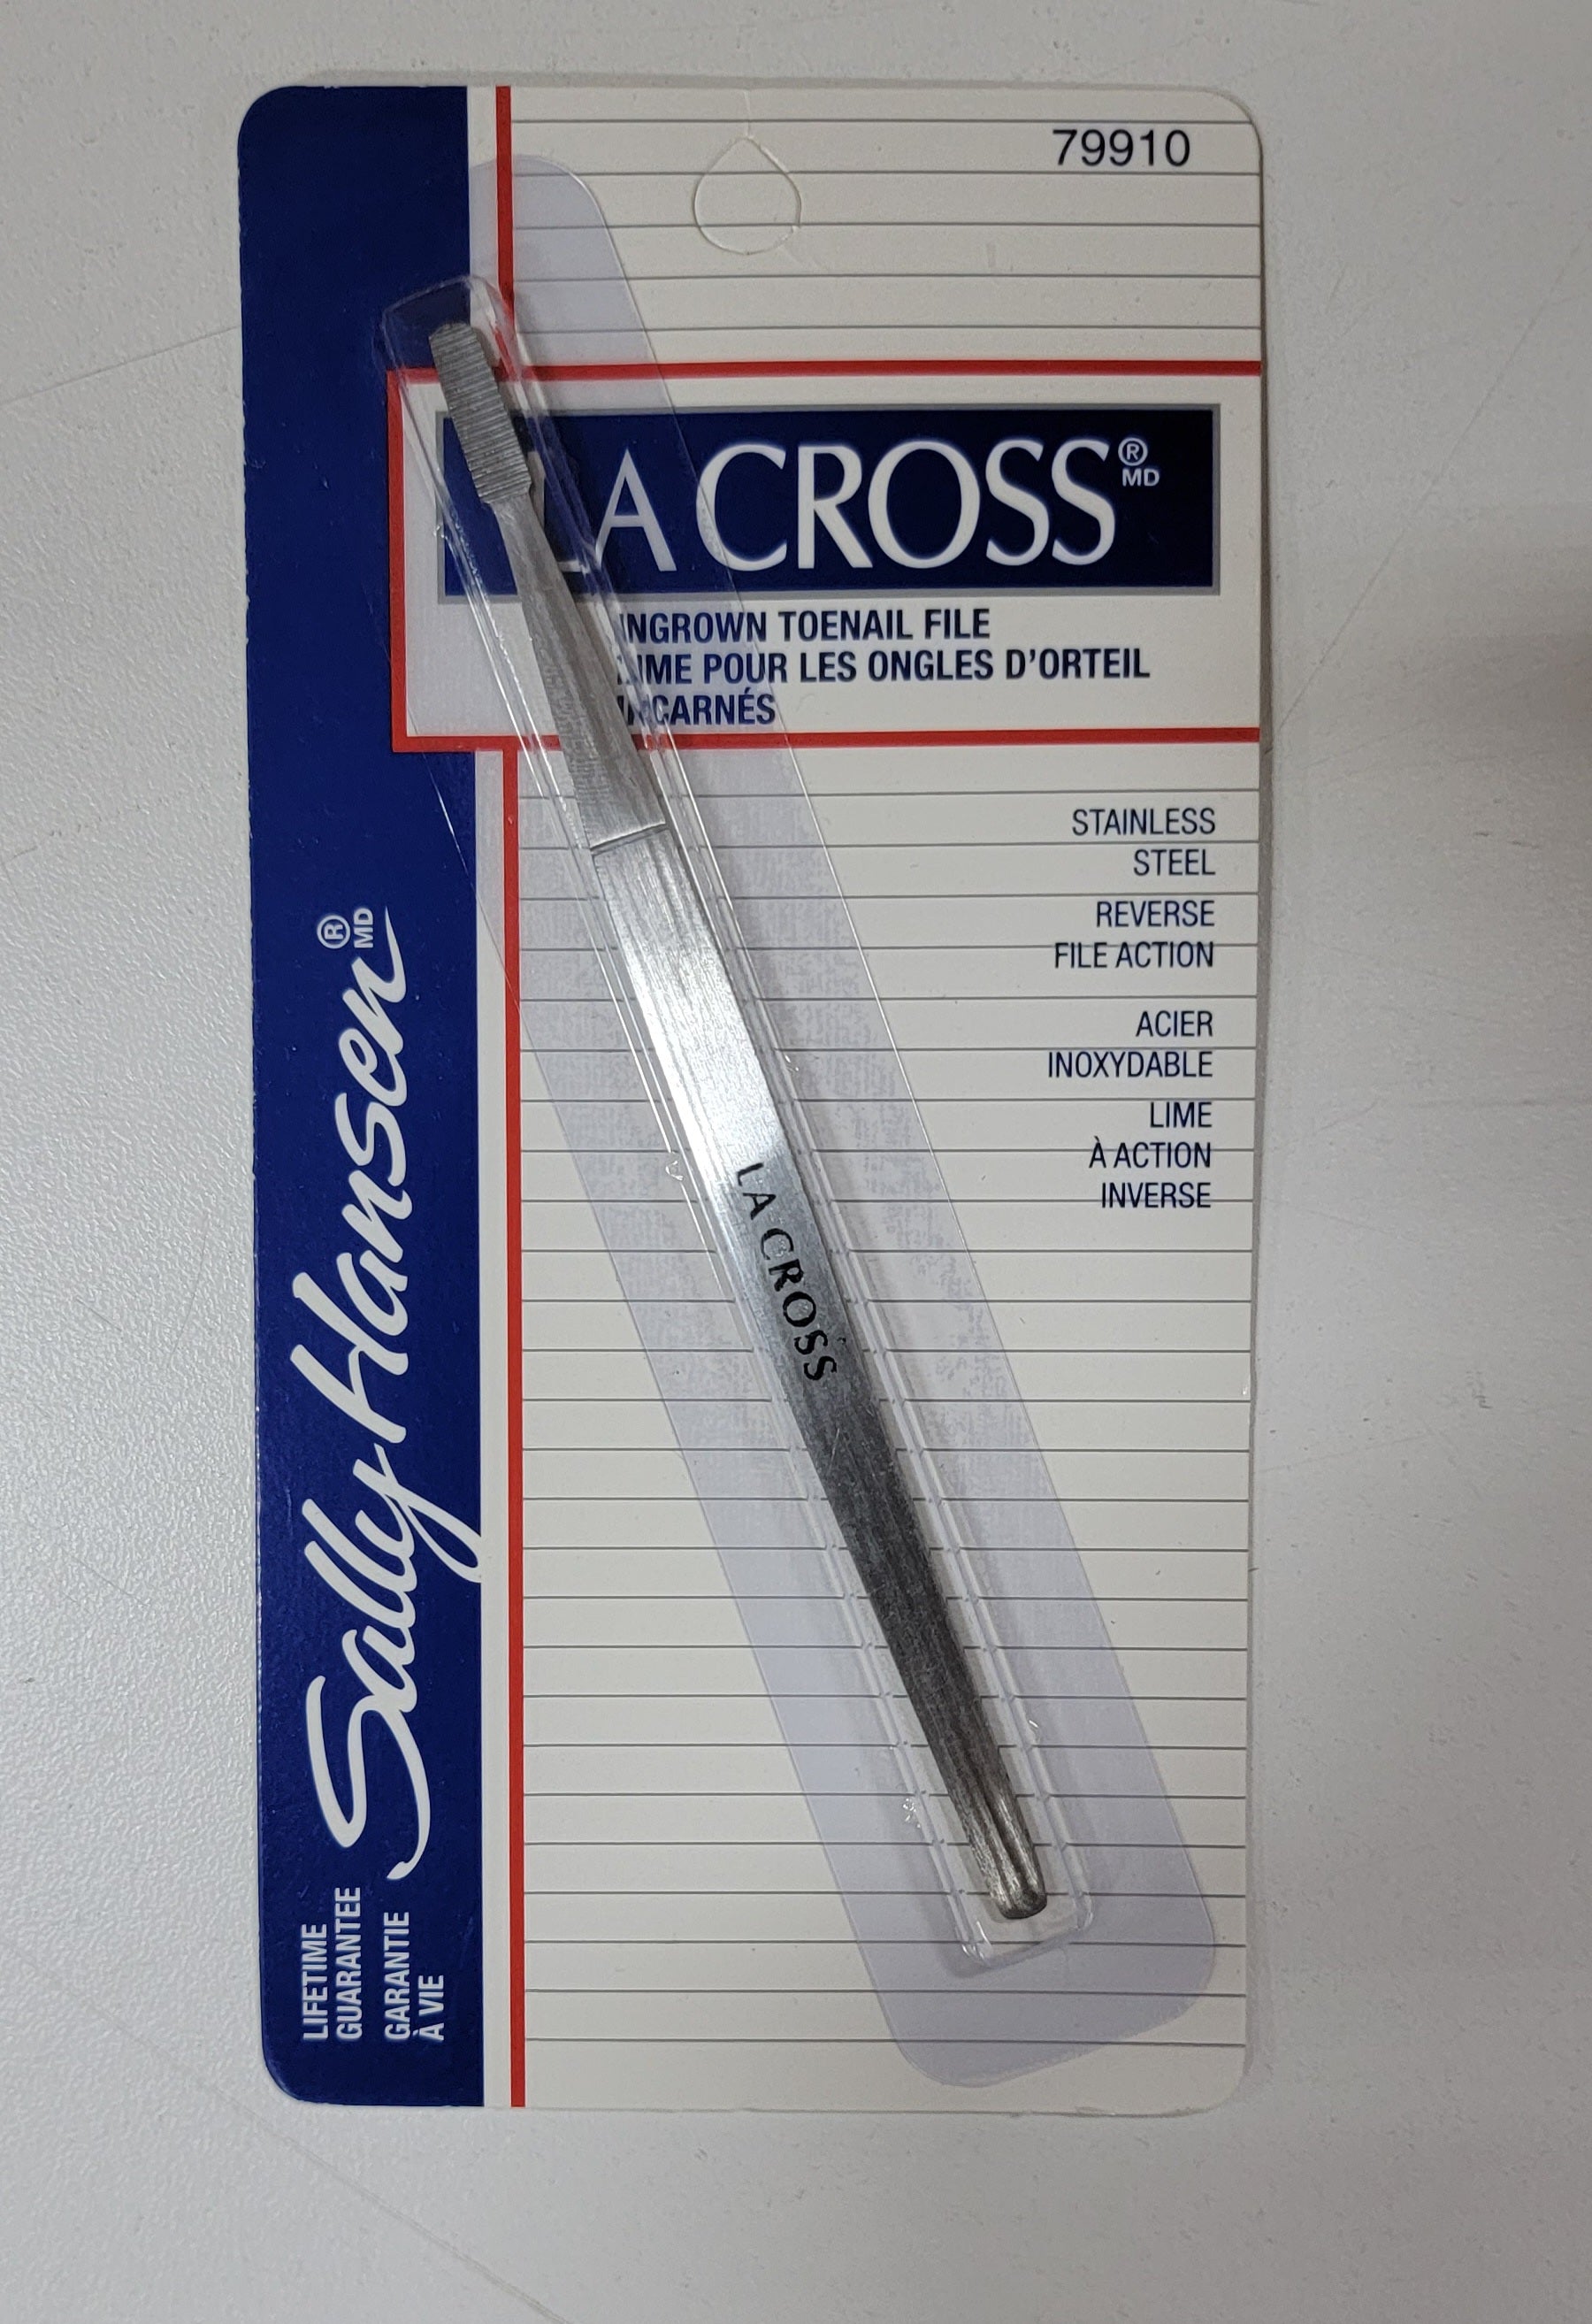 79910
LA CROSS® MD
INGROWN TOENAIL FILE
LIME POUR LES ONGLES D'ORTEIL
INCARNÉS
STAINLESS
STEEL
REVERSE
FILE ACTION
ACIER
INOXYDABLE
LIME
À ACTION
INVERSE
LA CROSS
Sally Hansen® MD
LIFETIME
GUARANTEE
GARANTIE
À VIE